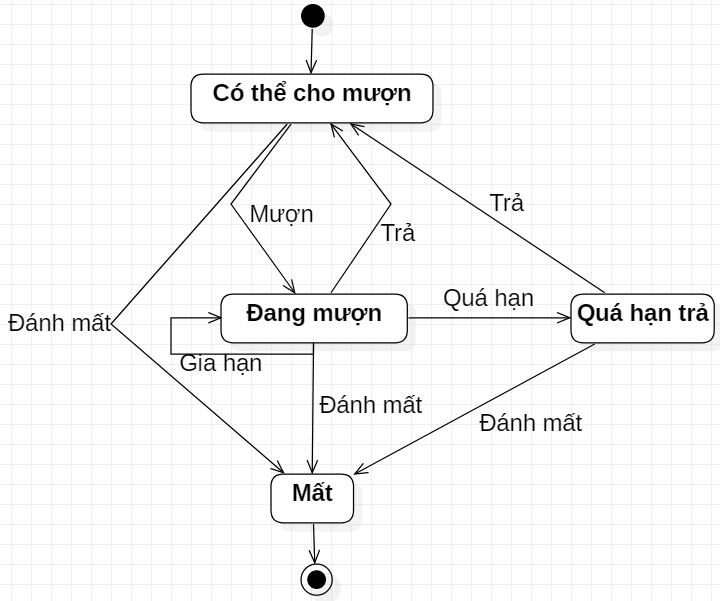 Có thể cho mượn
Trả
Mượn
Trả
Quá hạn
Đang mượn
Quá hạn trả
Đánh mất
Gia hạn
Đánh mất
Đánh mất
Mất